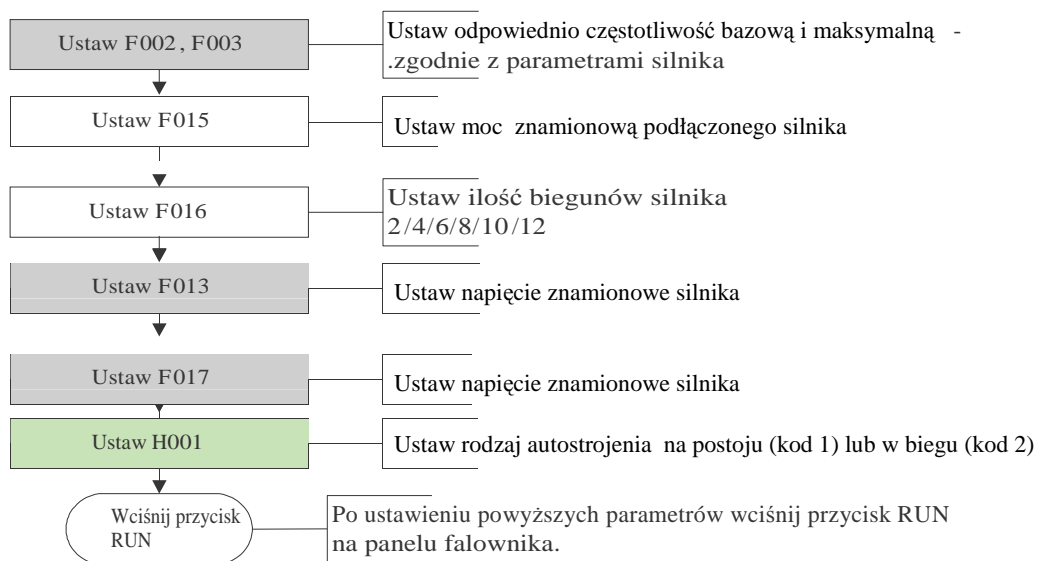 Ustaw F002 , F003
Ustaw odpowiednio częstotliwość bazową i maksymalną -
.zgodnie z parametrami silnika
Ustaw F015
Ustaw moc znamionową podłączonego silnika
Ustaw F016
Ustaw ilość biegunów silnika
2/4/6/8/10/12
Ustaw F013
Ustaw napięcie znamionowe silnika
Ustaw F017
Ustaw napięcie znamionowe silnika
Ustaw H001
Ustaw rodzaj autostrojenia na postoju (kod 1) lub w biegu (kod 2)
Wciśnij przycisk
RUN
Po ustawieniu powyższych parametrów wciśnij przycisk RUN
na panelu falownika.